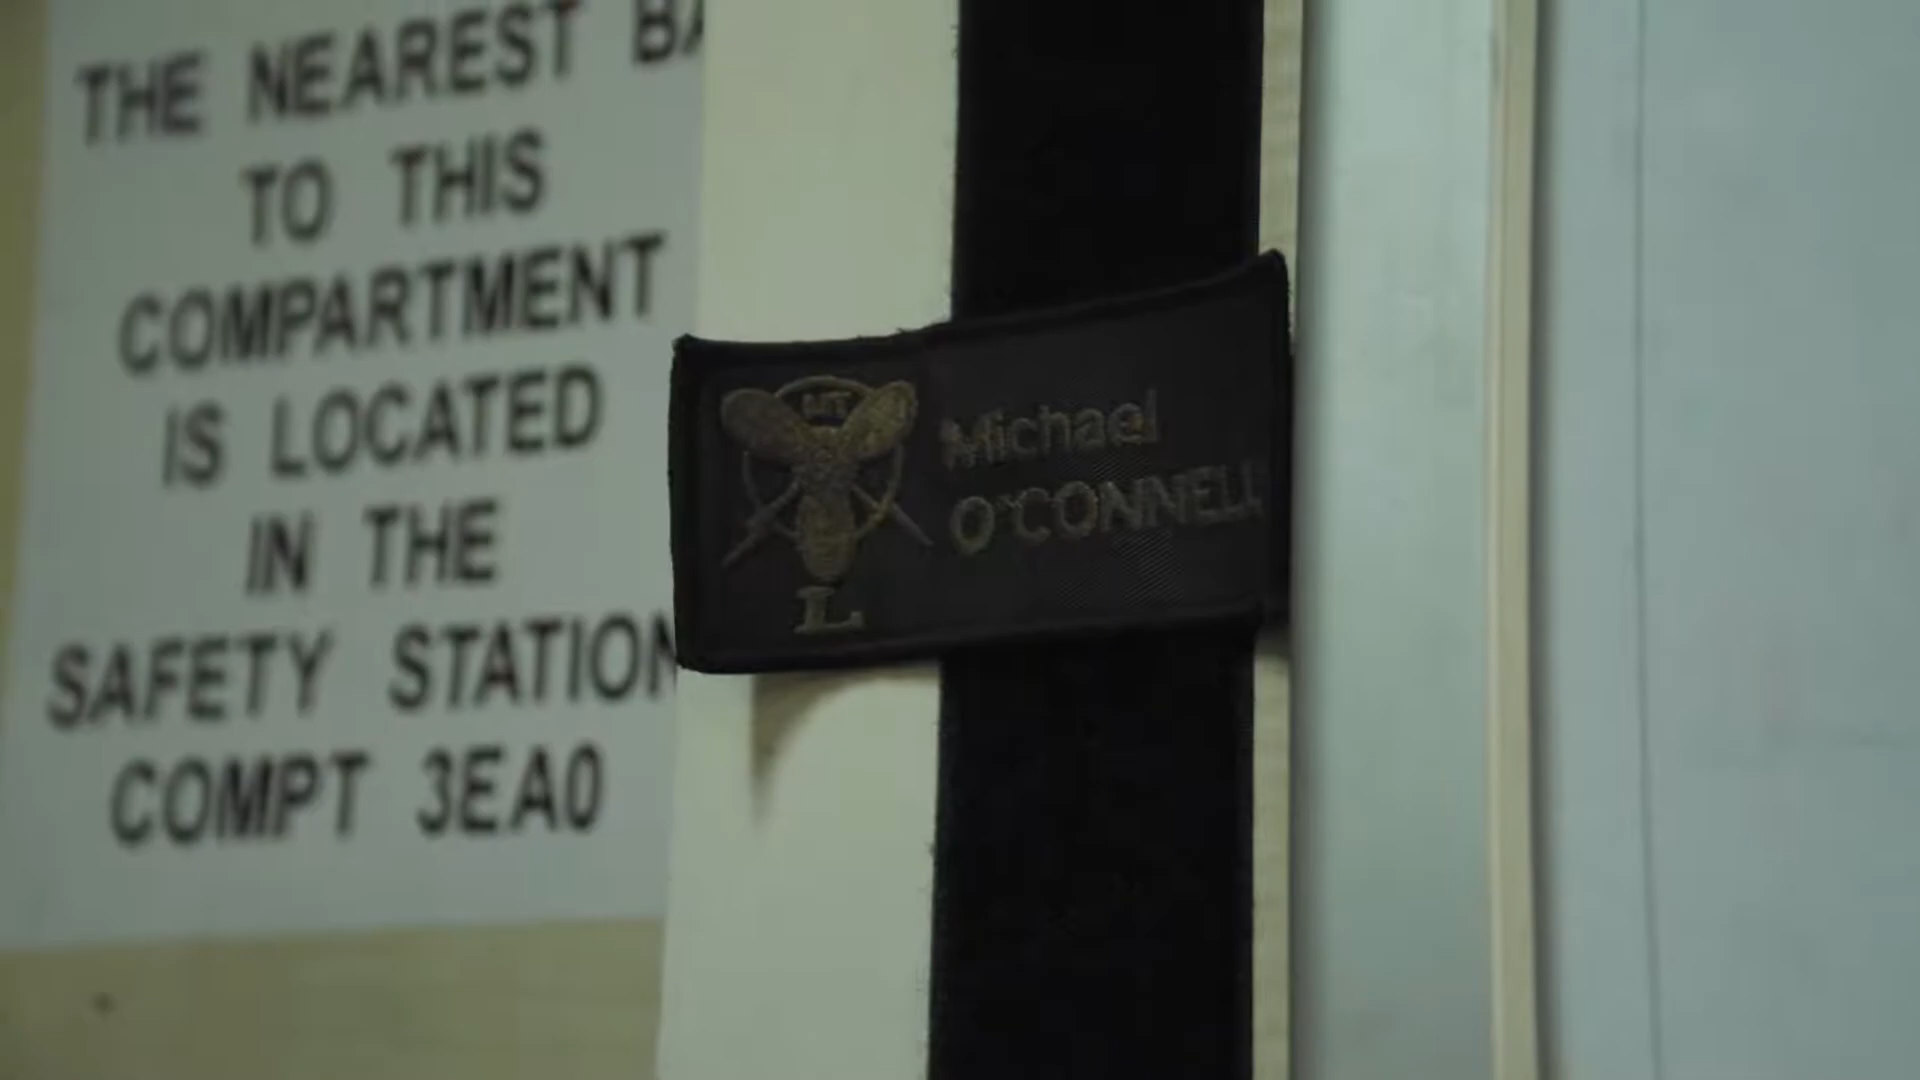 THE NEAREST BA
TO THIS
COMPARTMENT
IS LOCATED
IN THE
SAFETY STATION
COMPT 3EA0
L
Michael
O'CONNELL